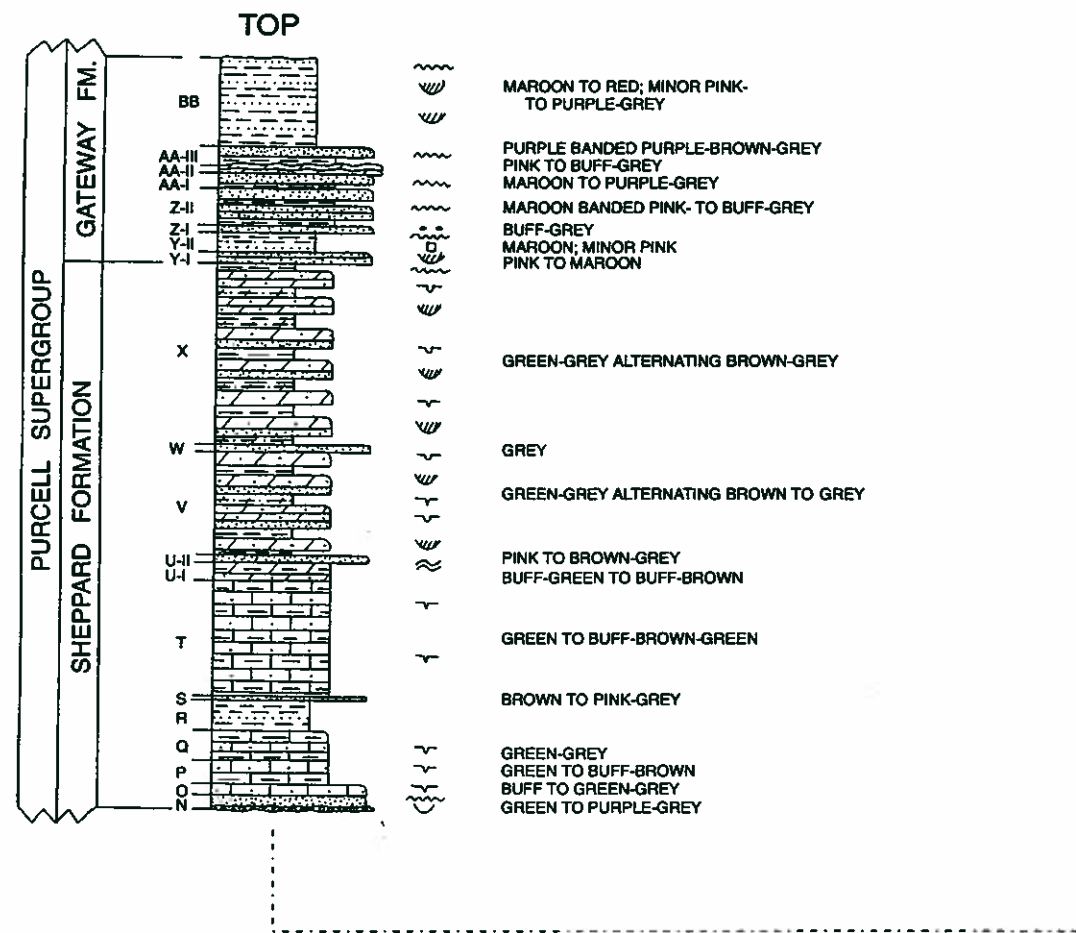 TOP
PURCELL SUPERGROUP
GATEWAY FM.
SHEPPARD FORMATION
BB MAROON TO RED; MINOR PINK-
TO PURPLE-GREY
AA-III PURPLE BANDED PURPLE-BROWN-GREY
AA-II PINK TO BUFF-GREY
AA-I MAROON TO PURPLE-GREY
Z-II MAROON BANDED PINK- TO BUFF-GREY
Z-I BUFF-GREY
Y-II MAROON; MINOR PINK
Y-I PINK TO MAROON
X GREEN-GREY ALTERNATING BROWN-GREY
W GREY
V GREEN-GREY ALTERNATING BROWN TO GREY
U-II PINK TO BROWN-GREY
U-I BUFF-GREEN TO BUFF-BROWN
T GREEN TO BUFF-BROWN-GREEN
S BROWN TO PINK-GREY
R
Q GREEN-GREY
P GREEN TO BUFF-BROWN
O BUFF TO GREEN-GREY
N GREEN TO PURPLE-GREY